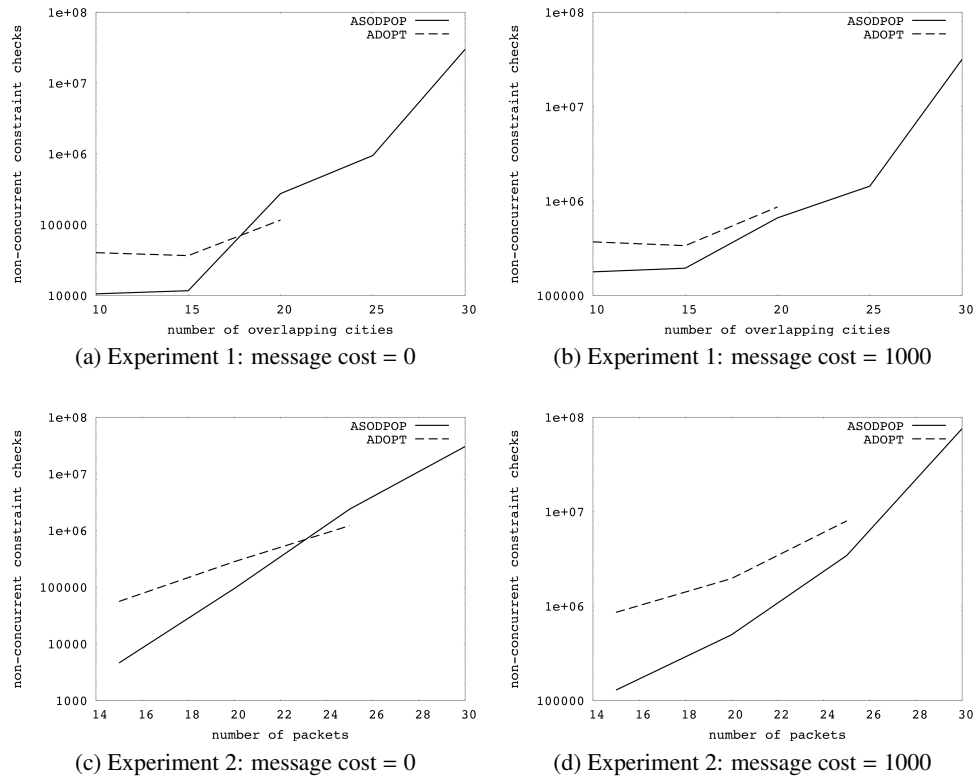 1e+08
1e+07
1e+06
100000
10000
non-concurrent constraint checks
ASODPOP
ADOPT
10 15 20 25 30
number of overlapping cities
(a) Experiment 1: message cost = 0
1e+08
1e+07
1e+06
100000
non-concurrent constraint checks
ASODPOP
ADOPT
10 15 20 25 30
number of overlapping cities
(b) Experiment 1: message cost = 1000
1e+08
1e+07
1e+06
100000
10000
1000
non-concurrent constraint checks
ASODPOP
ADOPT
14 16 18 20 22 24 26 28 30
number of packets
(c) Experiment 2: message cost = 0
1e+08
1e+07
1e+06
100000
non-concurrent constraint checks
ASODPOP
ADOPT
14 16 18 20 22 24 26 28 30
number of packets
(d) Experiment 2: message cost = 1000